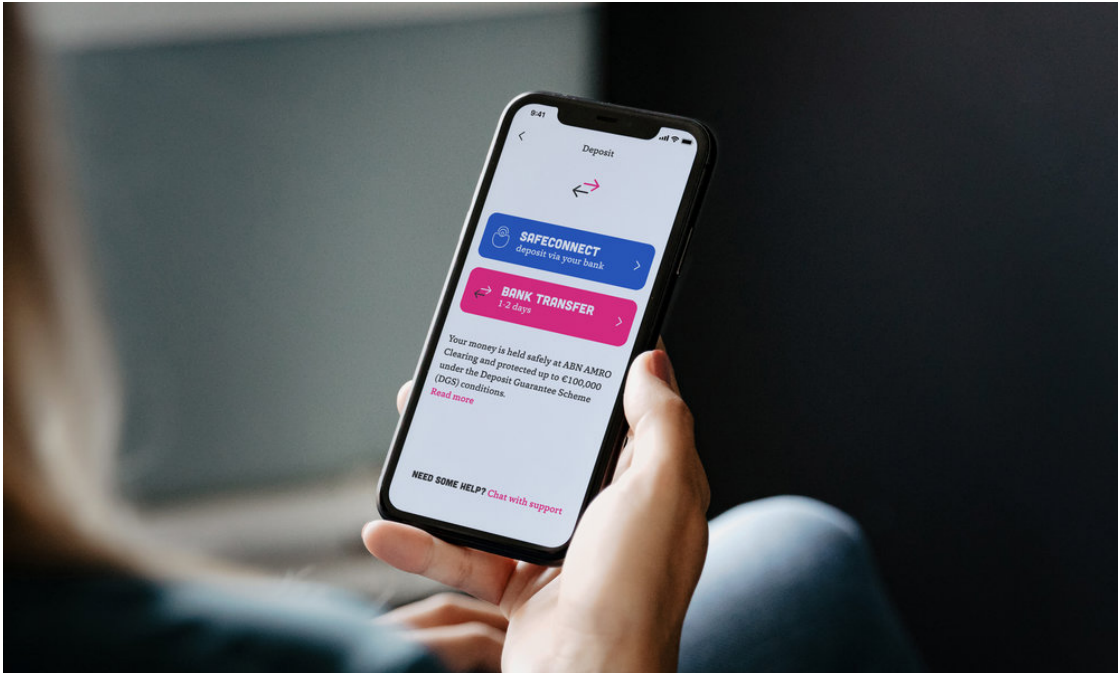 9:41
Deposit
SAFECONNECT
deposit via your bank
BANK TRANSFER
1-2 days
Your money is held safely at ABN AMRO
Clearing and protected up to €100,000
under the Deposit Guarantee Scheme
(DGS) conditions.
Read more
NEED SOME HELP? Chat with support